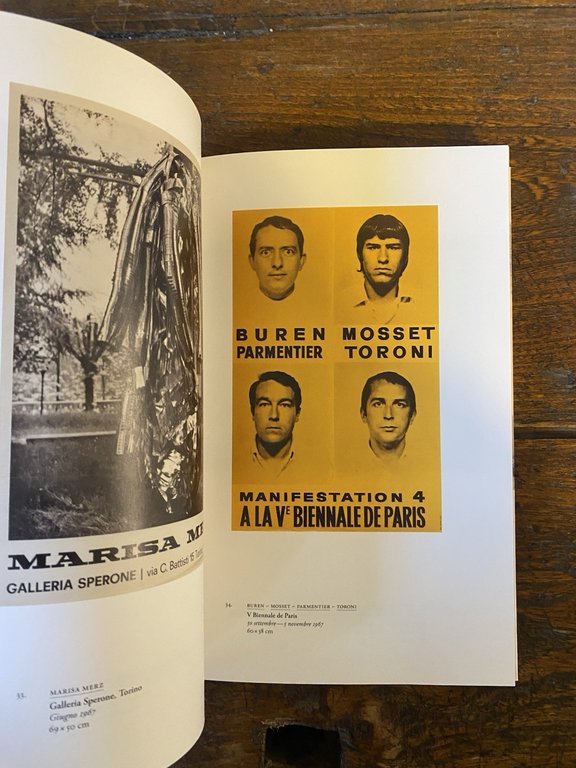 MARISA
GALLERIA SPERONE | via C. Battisti 15
33.
MARISA MERZ
Galleria Sperone, Torino
Giugno 1967
69 × 50 cm
BUREN MOSSET
PARMENTIER TORONI
MANIFESTATION 4
A LA Ve BIENNALE DE PARIS
34.
BUREN – MOSSET – PARMENTIER – TORONI
V Biennale de Paris
30 settembre — 5 novembre 1967
60 × 38 cm